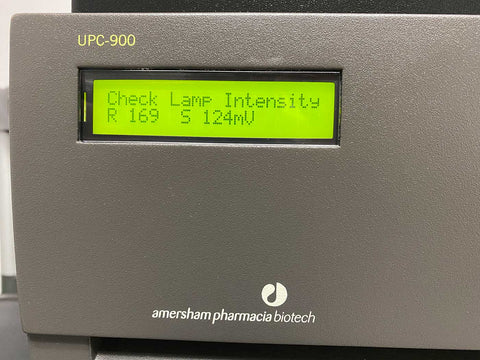 UPC-900
Check Lamp Intensity
R 169 S 124mV
amersham pharmacia biotech